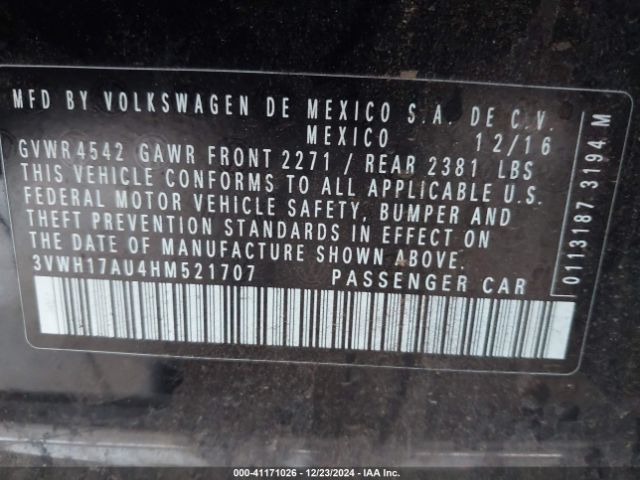 MFD BY VOLKSWAGEN DE MEXICO S.A. DE C.V.
MEXICO 12/16
GVWR 4542 GAWR FRONT 2271 / REAR 2381 LBS
THIS VEHICLE CONFORMS TO ALL APPLICABLE U.S.
FEDERAL MOTOR VEHICLE SAFETY, BUMPER AND
THEFT PREVENTION STANDARDS IN EFFECT ON
THE DATE OF MANUFACTURE SHOWN ABOVE.
3VWH17AU4HM521707 PASSENGER CAR
0113187 3194 M
000-41171026 - 12/23/2024 - IAA Inc.